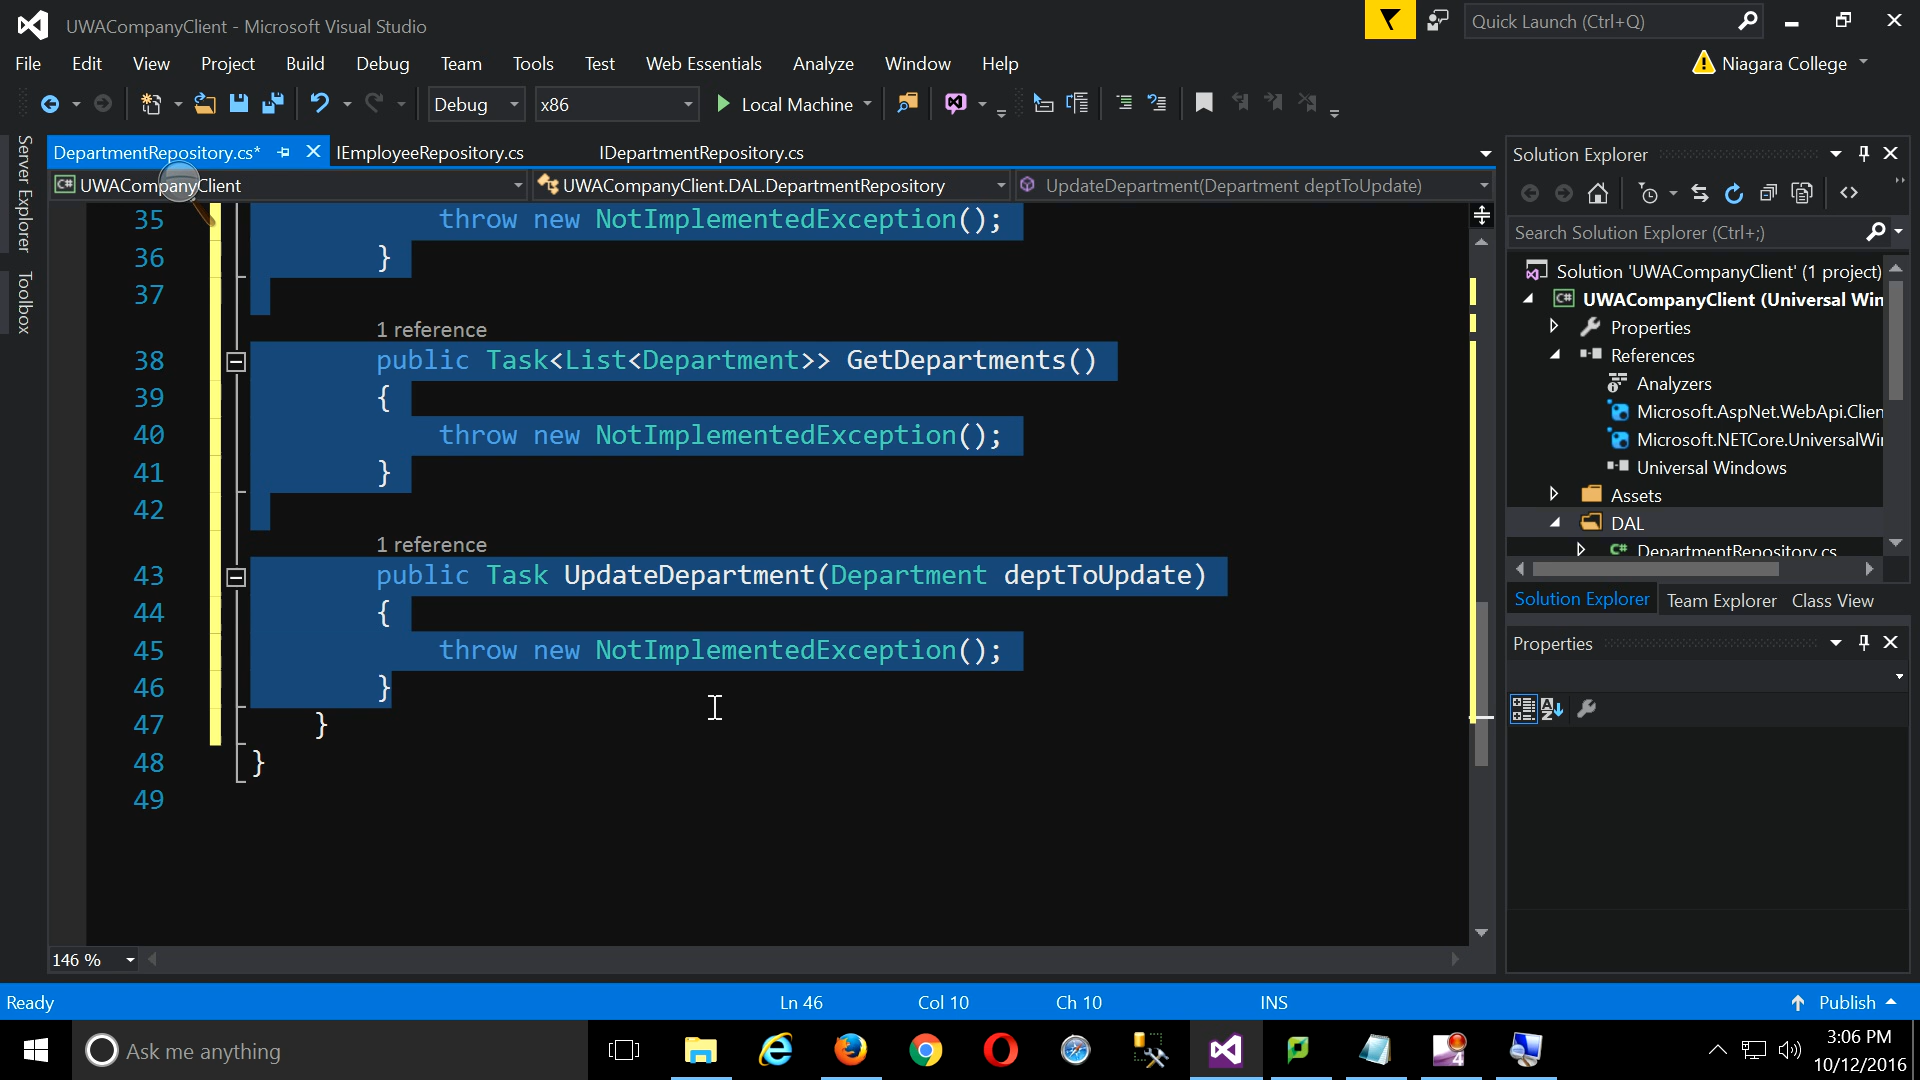 UWACompanyClient - Microsoft Visual Studio
Quick Launch (Ctrl+Q)
File Edit View Project Build Debug Team Tools Test Web Essentials Analyze Window Help
Niagara College
Debug x86 Local Machine
Server Explorer
Toolbox
DepartmentRepository.cs* IEmployeeRepository.cs IDepartmentRepository.cs
UWACompanyClient UWACompanyClient.DAL.DepartmentRepository UpdateDepartment(Department deptToUpdate)
35 throw new NotImplementedException();
36 }
37
1 reference
38 public Task<List<Department>> GetDepartments()
39 {
40 throw new NotImplementedException();
41 }
42
1 reference
43 public Task UpdateDepartment(Department deptToUpdate)
44 {
45 throw new NotImplementedException();
46 }
47 }
48 }
49
146 %
Solution Explorer
Search Solution Explorer (Ctrl+;)
Solution 'UWACompanyClient' (1 project)
C# UWACompanyClient (Universal Win
Properties
References
Analyzers
Microsoft.AspNet.WebApi.Clien
Microsoft.NETCore.UniversalWi
Universal Windows
Assets
DAL
C# DepartmentRepository.cs
Solution Explorer Team Explorer Class View
Properties
Ready Ln 46 Col 10 Ch 10 INS Publish
Ask me anything
3:06 PM
10/12/2016